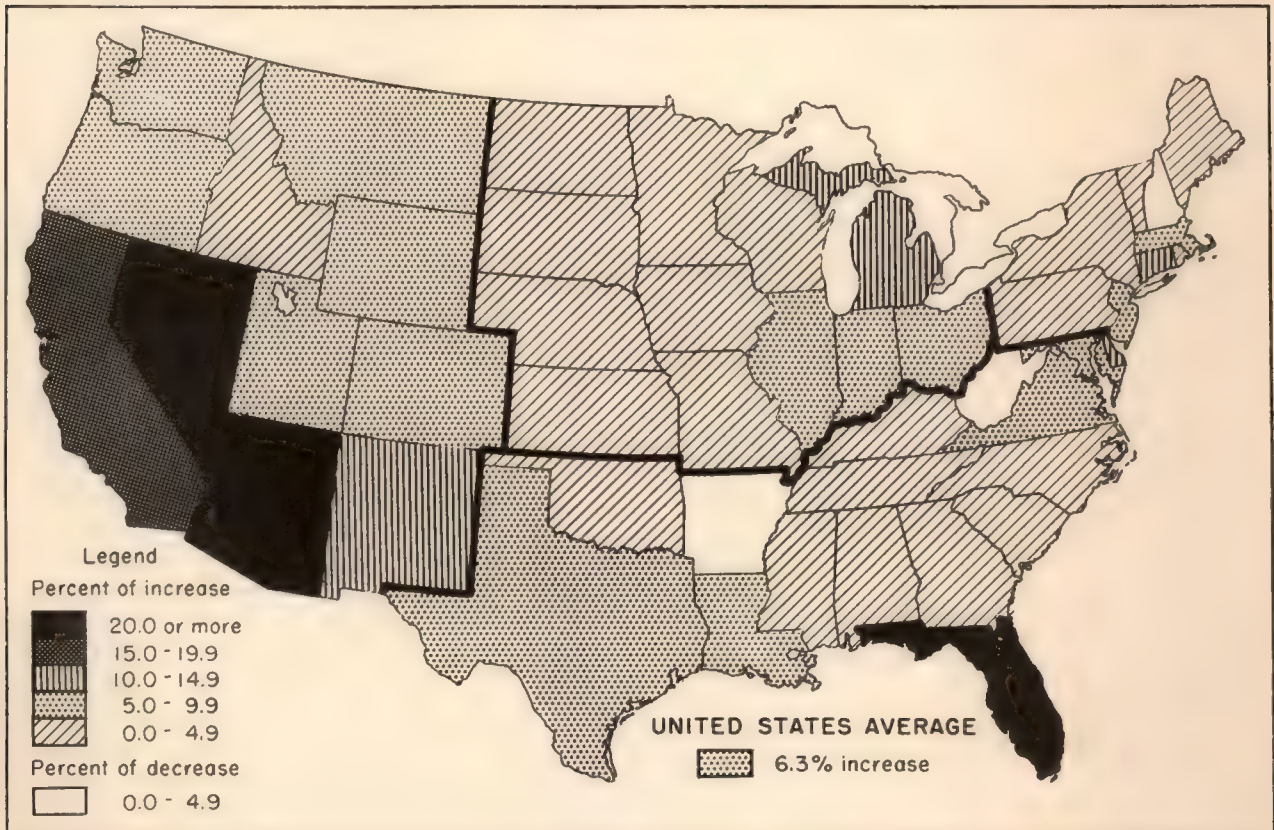 Legend
Percent of increase
20.0 or more
15.0 - 19.9
10.0 - 14.9
5.0 - 9.9
0.0 - 4.9
Percent of decrease
0.0 - 4.9
UNITED STATES AVERAGE
6.3% increase